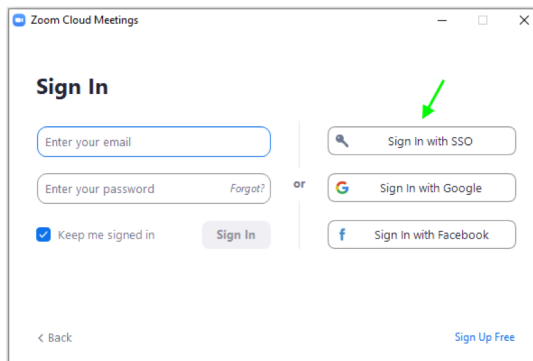 Zoom Cloud Meetings
Sign In
Enter your email
Enter your password Forgot?
Keep me signed in
Sign In
or
Sign In with SSO
Sign In with Google
Sign In with Facebook
< Back
Sign Up Free